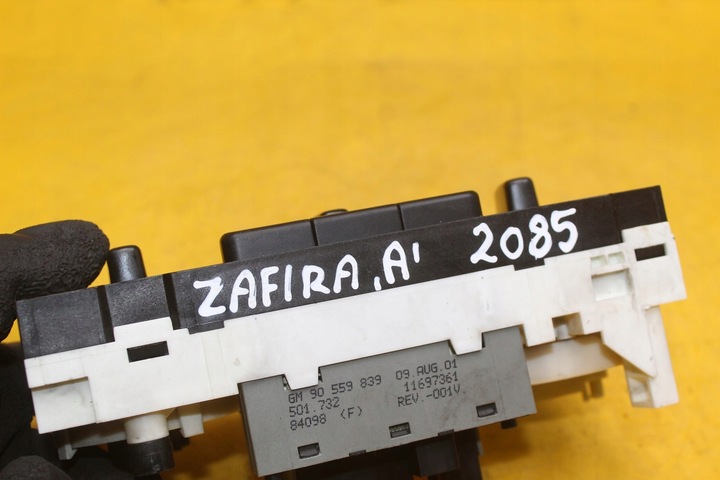 ZAFIRA ,A' 2085
GM 90 559 839 09.AUG.01
501.732 11697361
84098 (F) REV.-001V